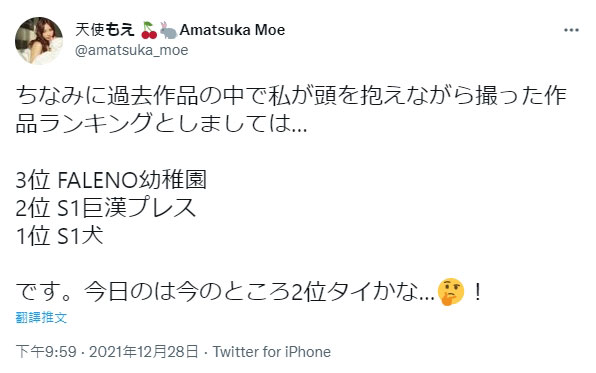 天使もえ🍒🐇Amatsuka Moe
@amatsuka_moe
ちなみに過去作品の中で私が頭を抱えながら撮った作
品ランキングとしましては...
3位 FALENO幼稚園
2位 S1巨漢プレス
1位 S1犬
です。今日のは今のところ2位タイかな...🤔！
翻譯推文
下午9:59 · 2021年12月28日 · Twitter for iPhone